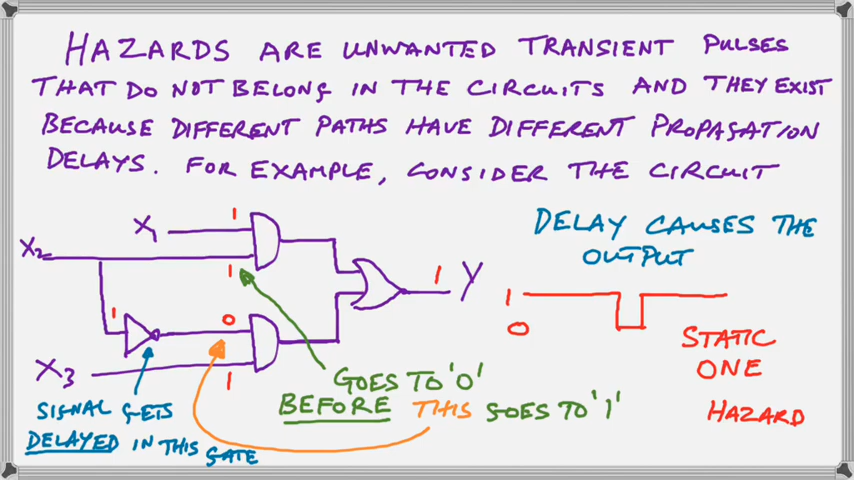 HAZARDS ARE UNWANTED TRANSIENT PULSES
THAT DO NOT BELONG IN THE CIRCUITS AND THEY EXIST
BECAUSE DIFFERENT PATHS HAVE DIFFERENT PROPAGATION
DELAYS. FOR EXAMPLE, CONSIDER THE CIRCUIT
X1
1
X2
1
1
0
X3
1
1
Y
SIGNAL GETS
DELAYED IN THIS GATE
GOES TO '0'
BEFORE THIS GOES TO '1'
DELAY CAUSES THE
OUTPUT
1
0
STATIC
ONE
HAZARD